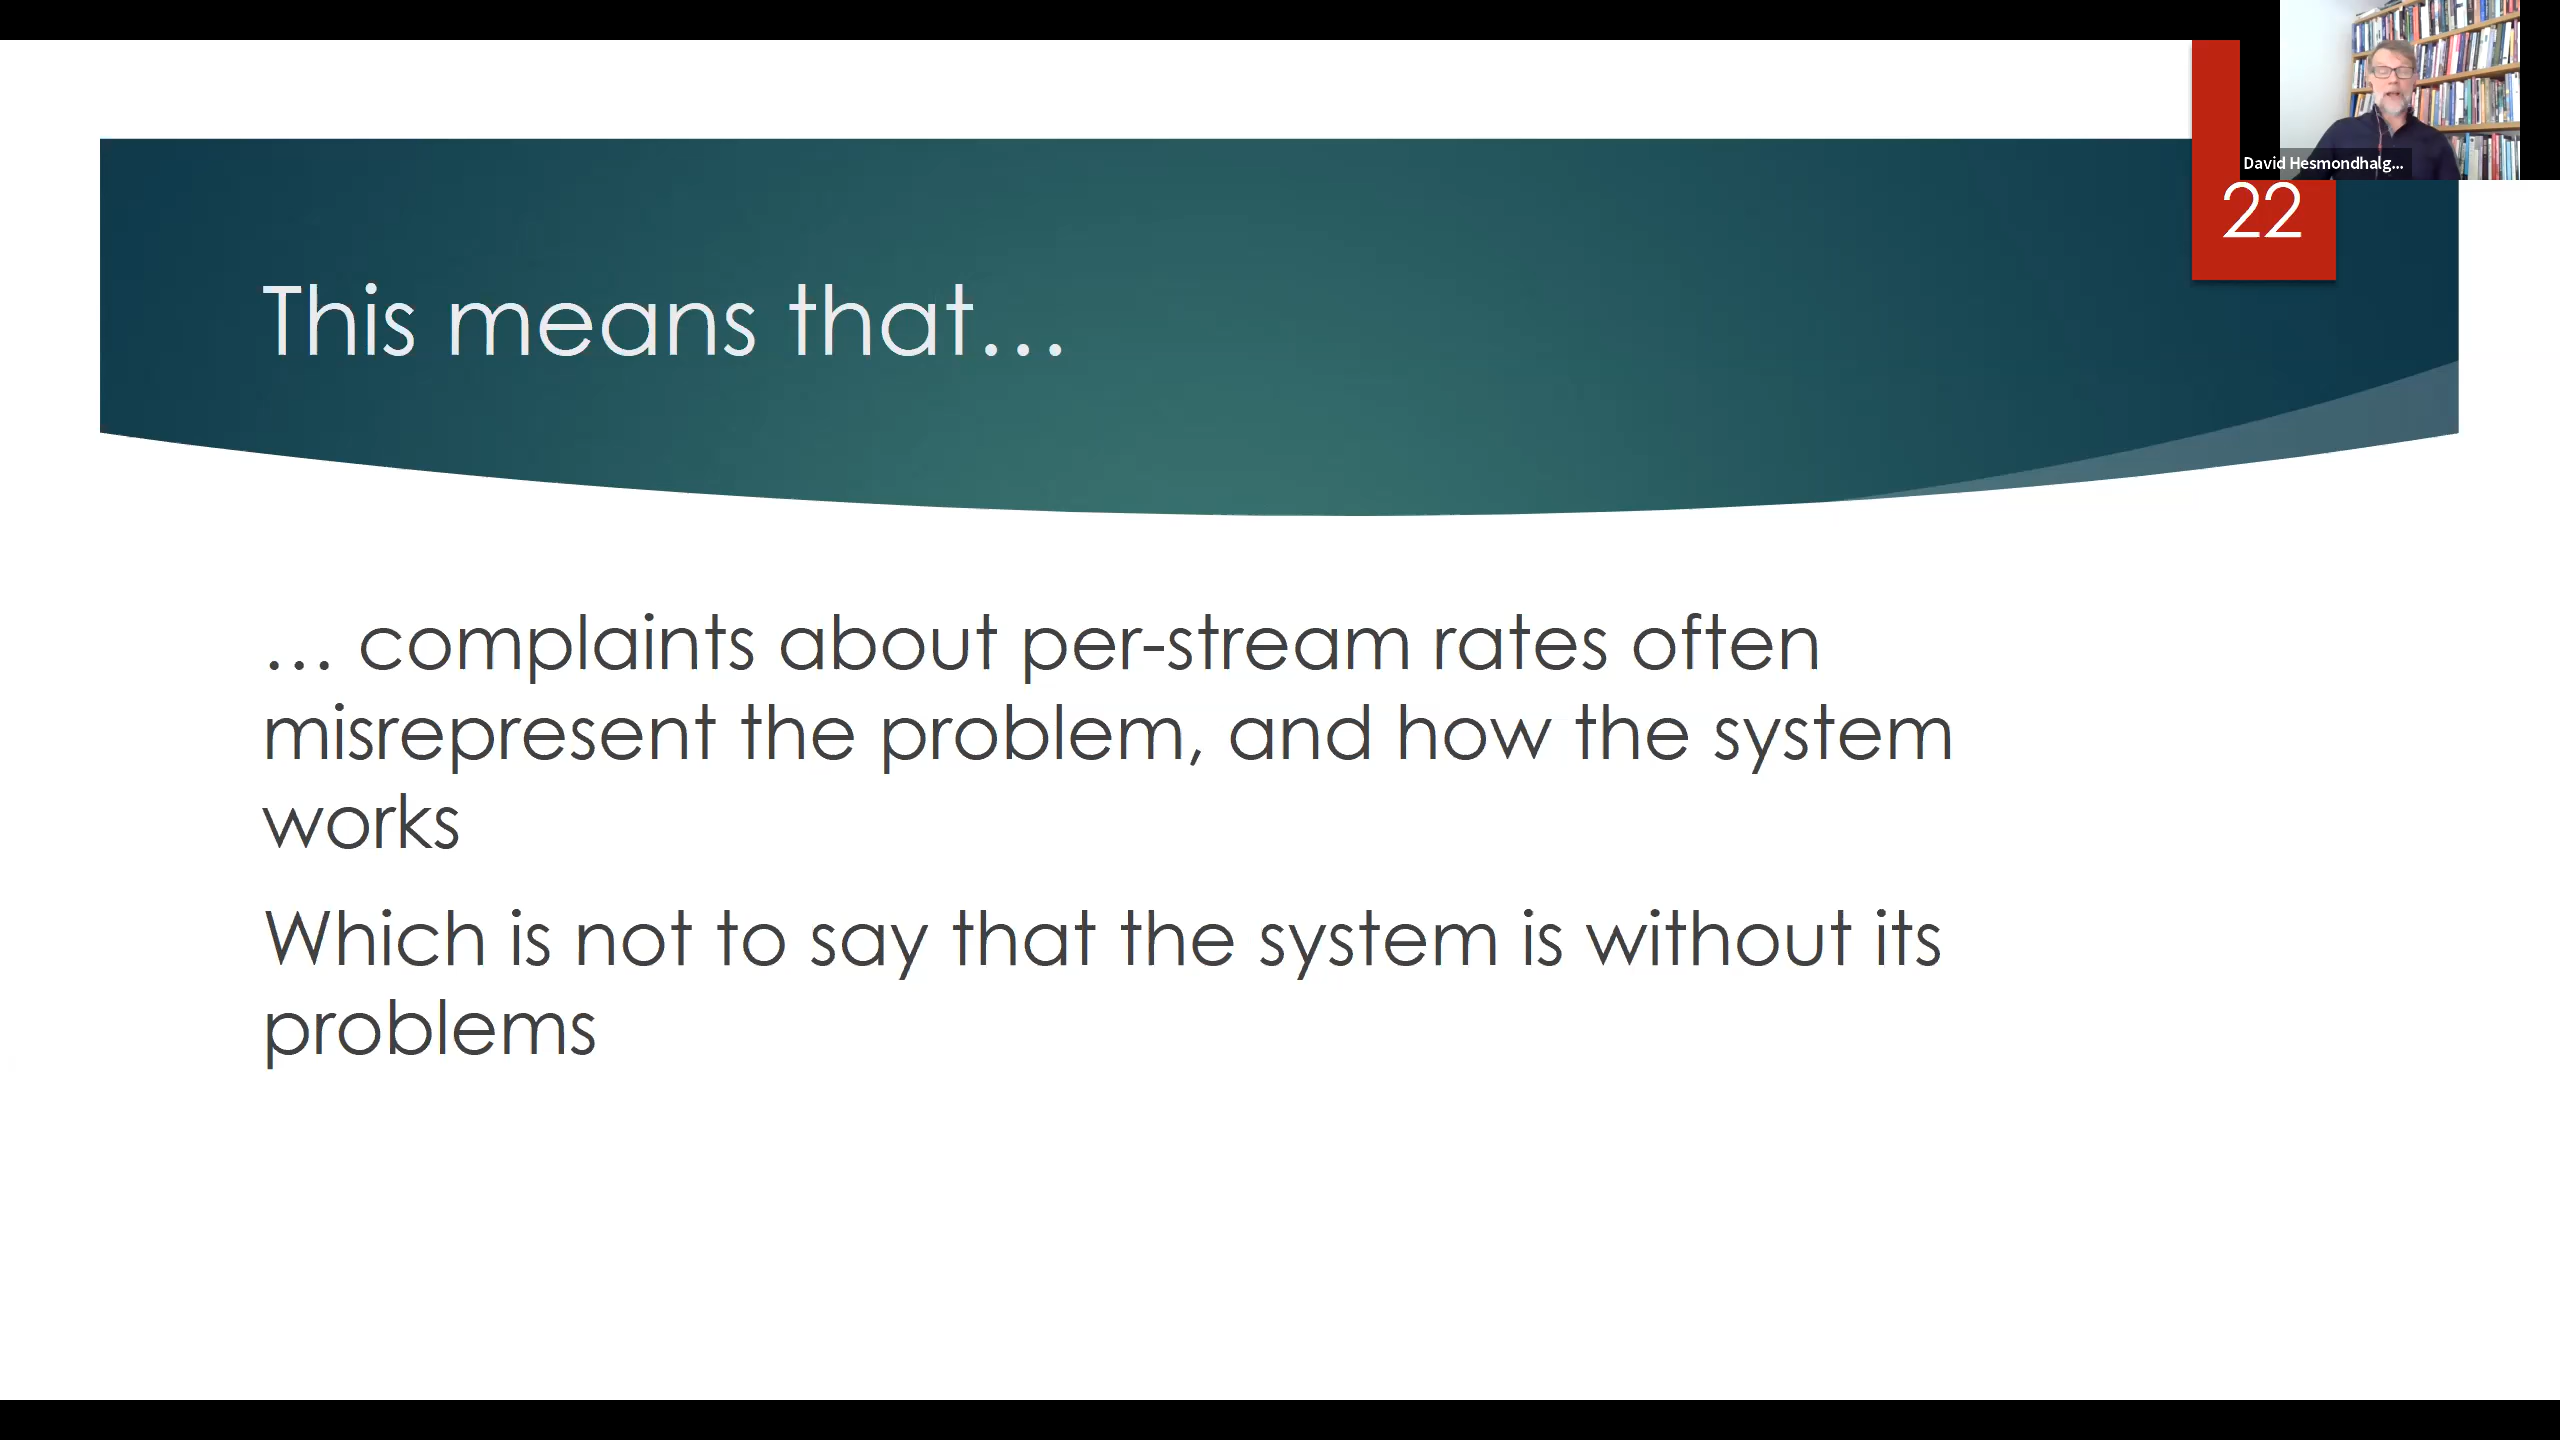 David Hesmondhalg...
22
This means that...
... complaints about per-stream rates often
misrepresent the problem, and how the system
works
Which is not to say that the system is without its
problems